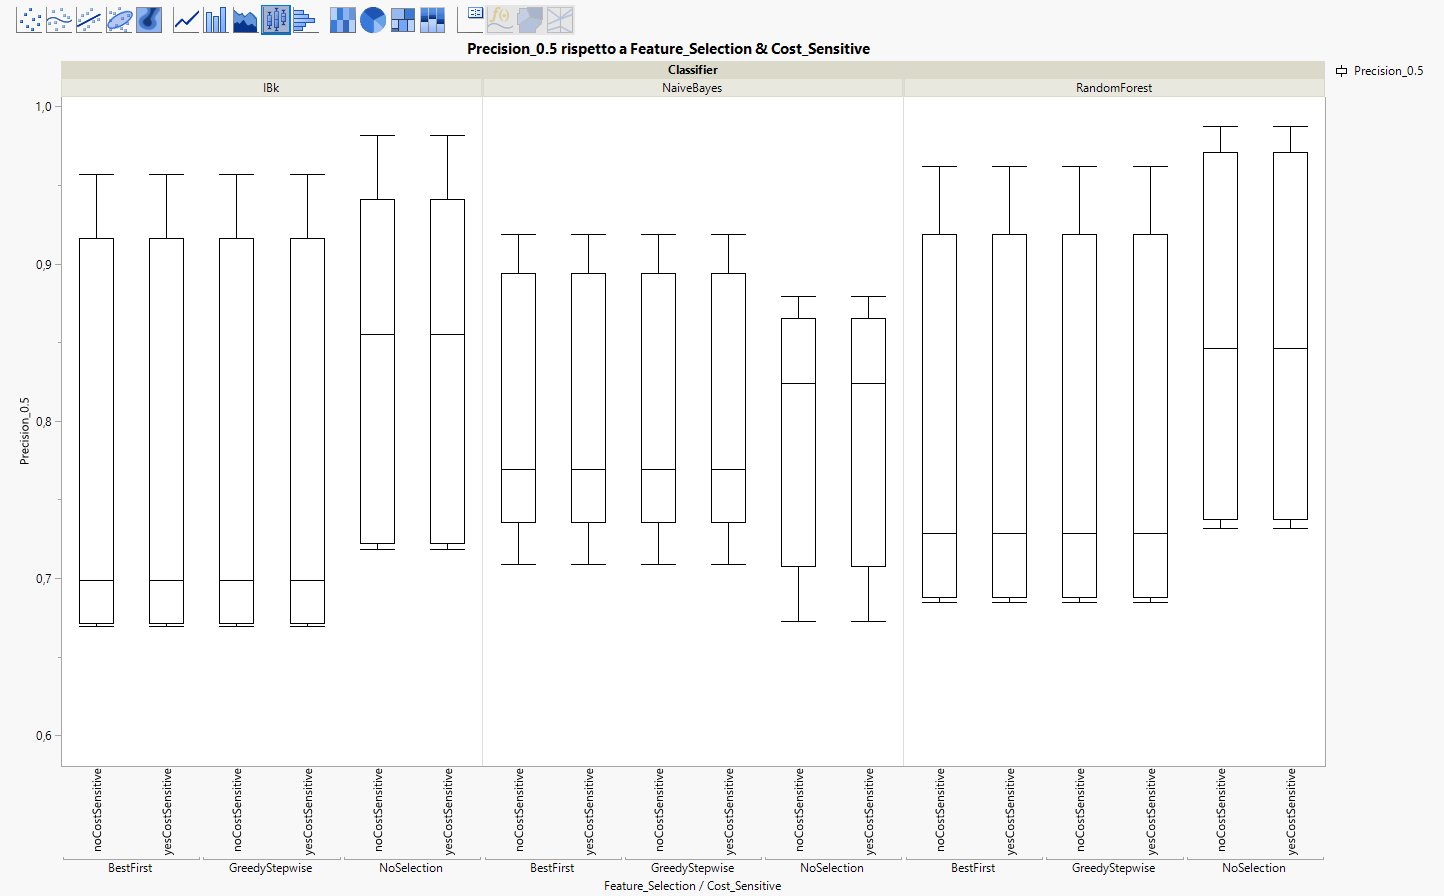 Precision_0.5 rispetto a Feature_Selection & Cost_Sensitive
Classifier
IBk NaiveBayes RandomForest
Precision_0.5
1,0
0,9
0,8
0,7
0,6
Precision_0.5
noCostSensitive yesCostSensitive noCostSensitive yesCostSensitive noCostSensitive yesCostSensitive noCostSensitive yesCostSensitive noCostSensitive yesCostSensitive noCostSensitive yesCostSensitive noCostSensitive yesCostSensitive noCostSensitive yesCostSensitive noCostSensitive yesCostSensitive
BestFirst GreedyStepwise NoSelection BestFirst GreedyStepwise NoSelection BestFirst GreedyStepwise NoSelection
Feature_Selection / Cost_Sensitive